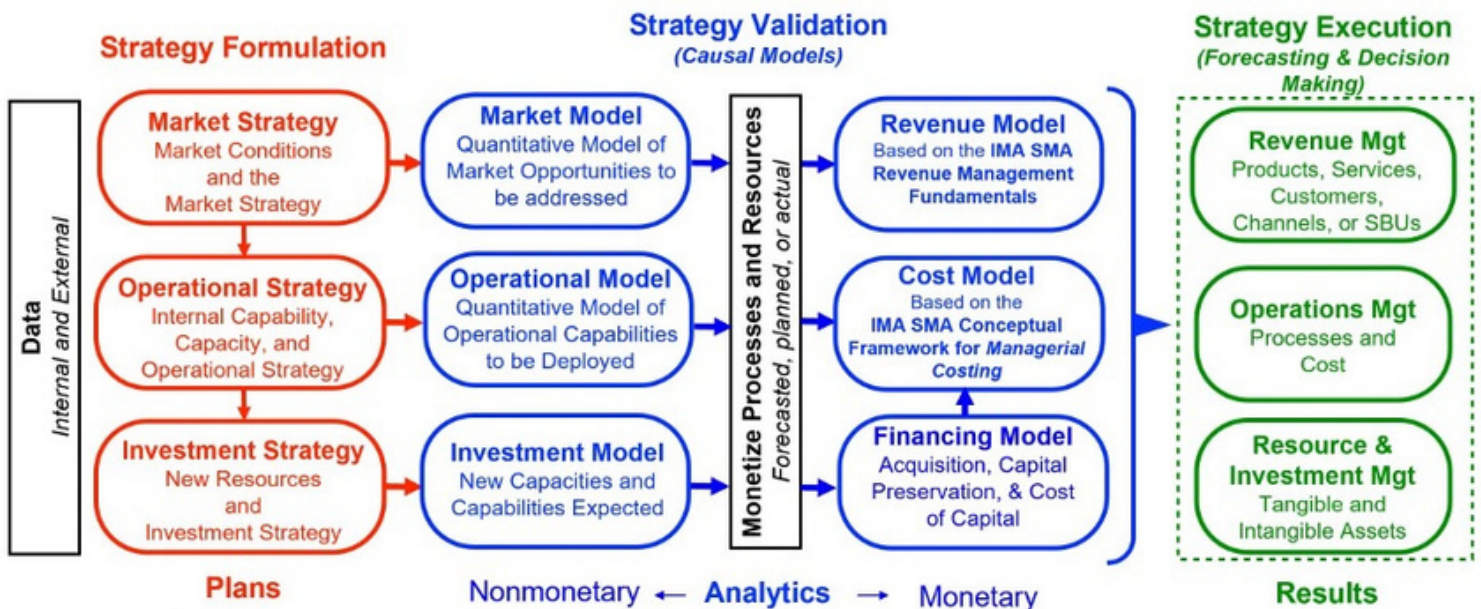 Strategy Formulation
Strategy Validation
(Causal Models)
Strategy Execution
(Forecasting & Decision
Making)
Data
Internal and External
Market Strategy
Market Conditions
and the
Market Strategy
Operational Strategy
Internal Capability,
Capacity, and
Operational Strategy
Investment Strategy
New Resources
and
Investment Strategy
Market Model
Quantitative Model of
Market Opportunities to
be addressed
Operational Model
Quantitative Model of
Operational Capabilities
to be Deployed
Investment Model
New Capacities and
Capabilities Expected
Monetize Processes and Resources
Forecasted, planned, or actual
Revenue Model
Based on the IMA SMA
Revenue Management
Fundamentals
Cost Model
Based on the
IMA SMA Conceptual
Framework for Managerial
Costing
Financing Model
Acquisition, Capital
Preservation, & Cost
of Capital
Revenue Mgt
Products, Services,
Customers,
Channels, or SBUs
Operations Mgt
Processes and
Cost
Resource &
Investment Mgt
Tangible and
Intangible Assets
Plans
Nonmonetary
Analytics
Monetary
Results